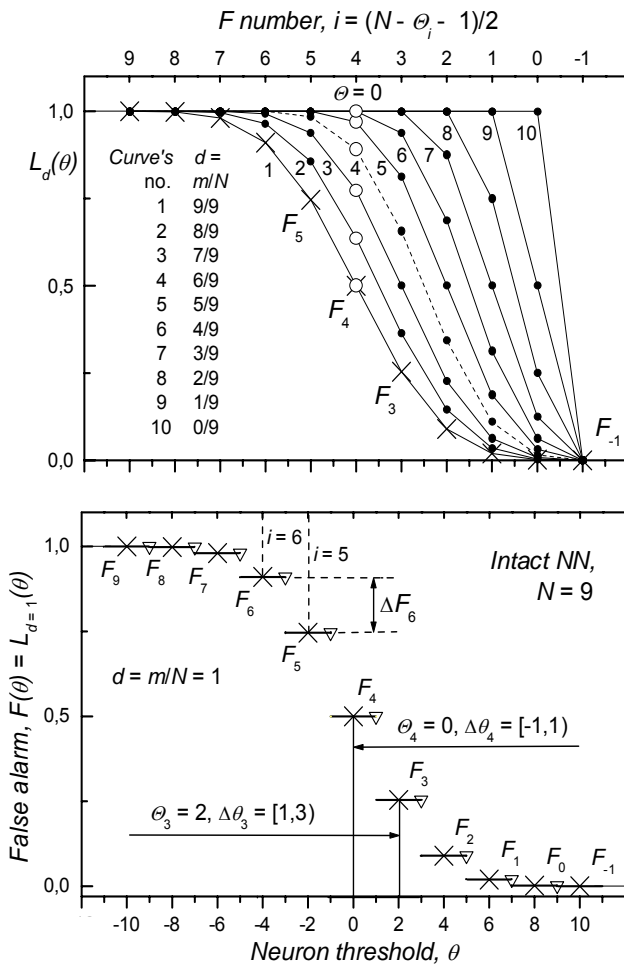 F number, i = (N - Θi - 1)/2
9 8 7 6 5 4 3 2 1 0 -1
Θ = 0
1,0
Ld(θ)
0,5
0,0
Curve's d =
no. m/N
1 9/9
2 8/9
3 7/9
4 6/9
5 5/9
6 4/9
7 3/9
8 2/9
9 1/9
10 0/9
1 2 3 4 5 6 7 8 9 10
F5
F4
F3
F-1
False alarm, F(θ) = Ld = 1(θ)
1,0
0,5
0,0
i = 6
i = 5
Intact NN,
N = 9
F9 F8 F7 F6 F5
ΔF6
d = m/N = 1
F4
Θ4 = 0, Δθ4 = [-1,1)
F3
Θ3 = 2, Δθ3 = [1,3)
F2 F1 F0 F-1
-10 -8 -6 -4 -2 0 2 4 6 8 10
Neuron threshold, θ